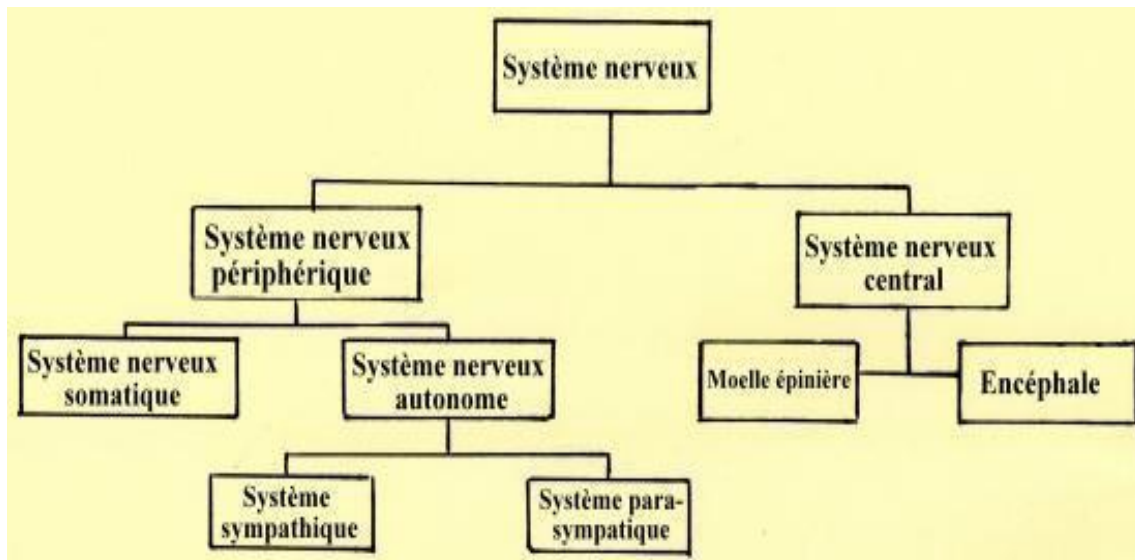 Système nerveux
Système nerveux
périphérique
Système nerveux
central
Système nerveux
somatique
Système nerveux
autonome
Moelle épinière
Encéphale
Système
sympathique
Système para-
sympatique